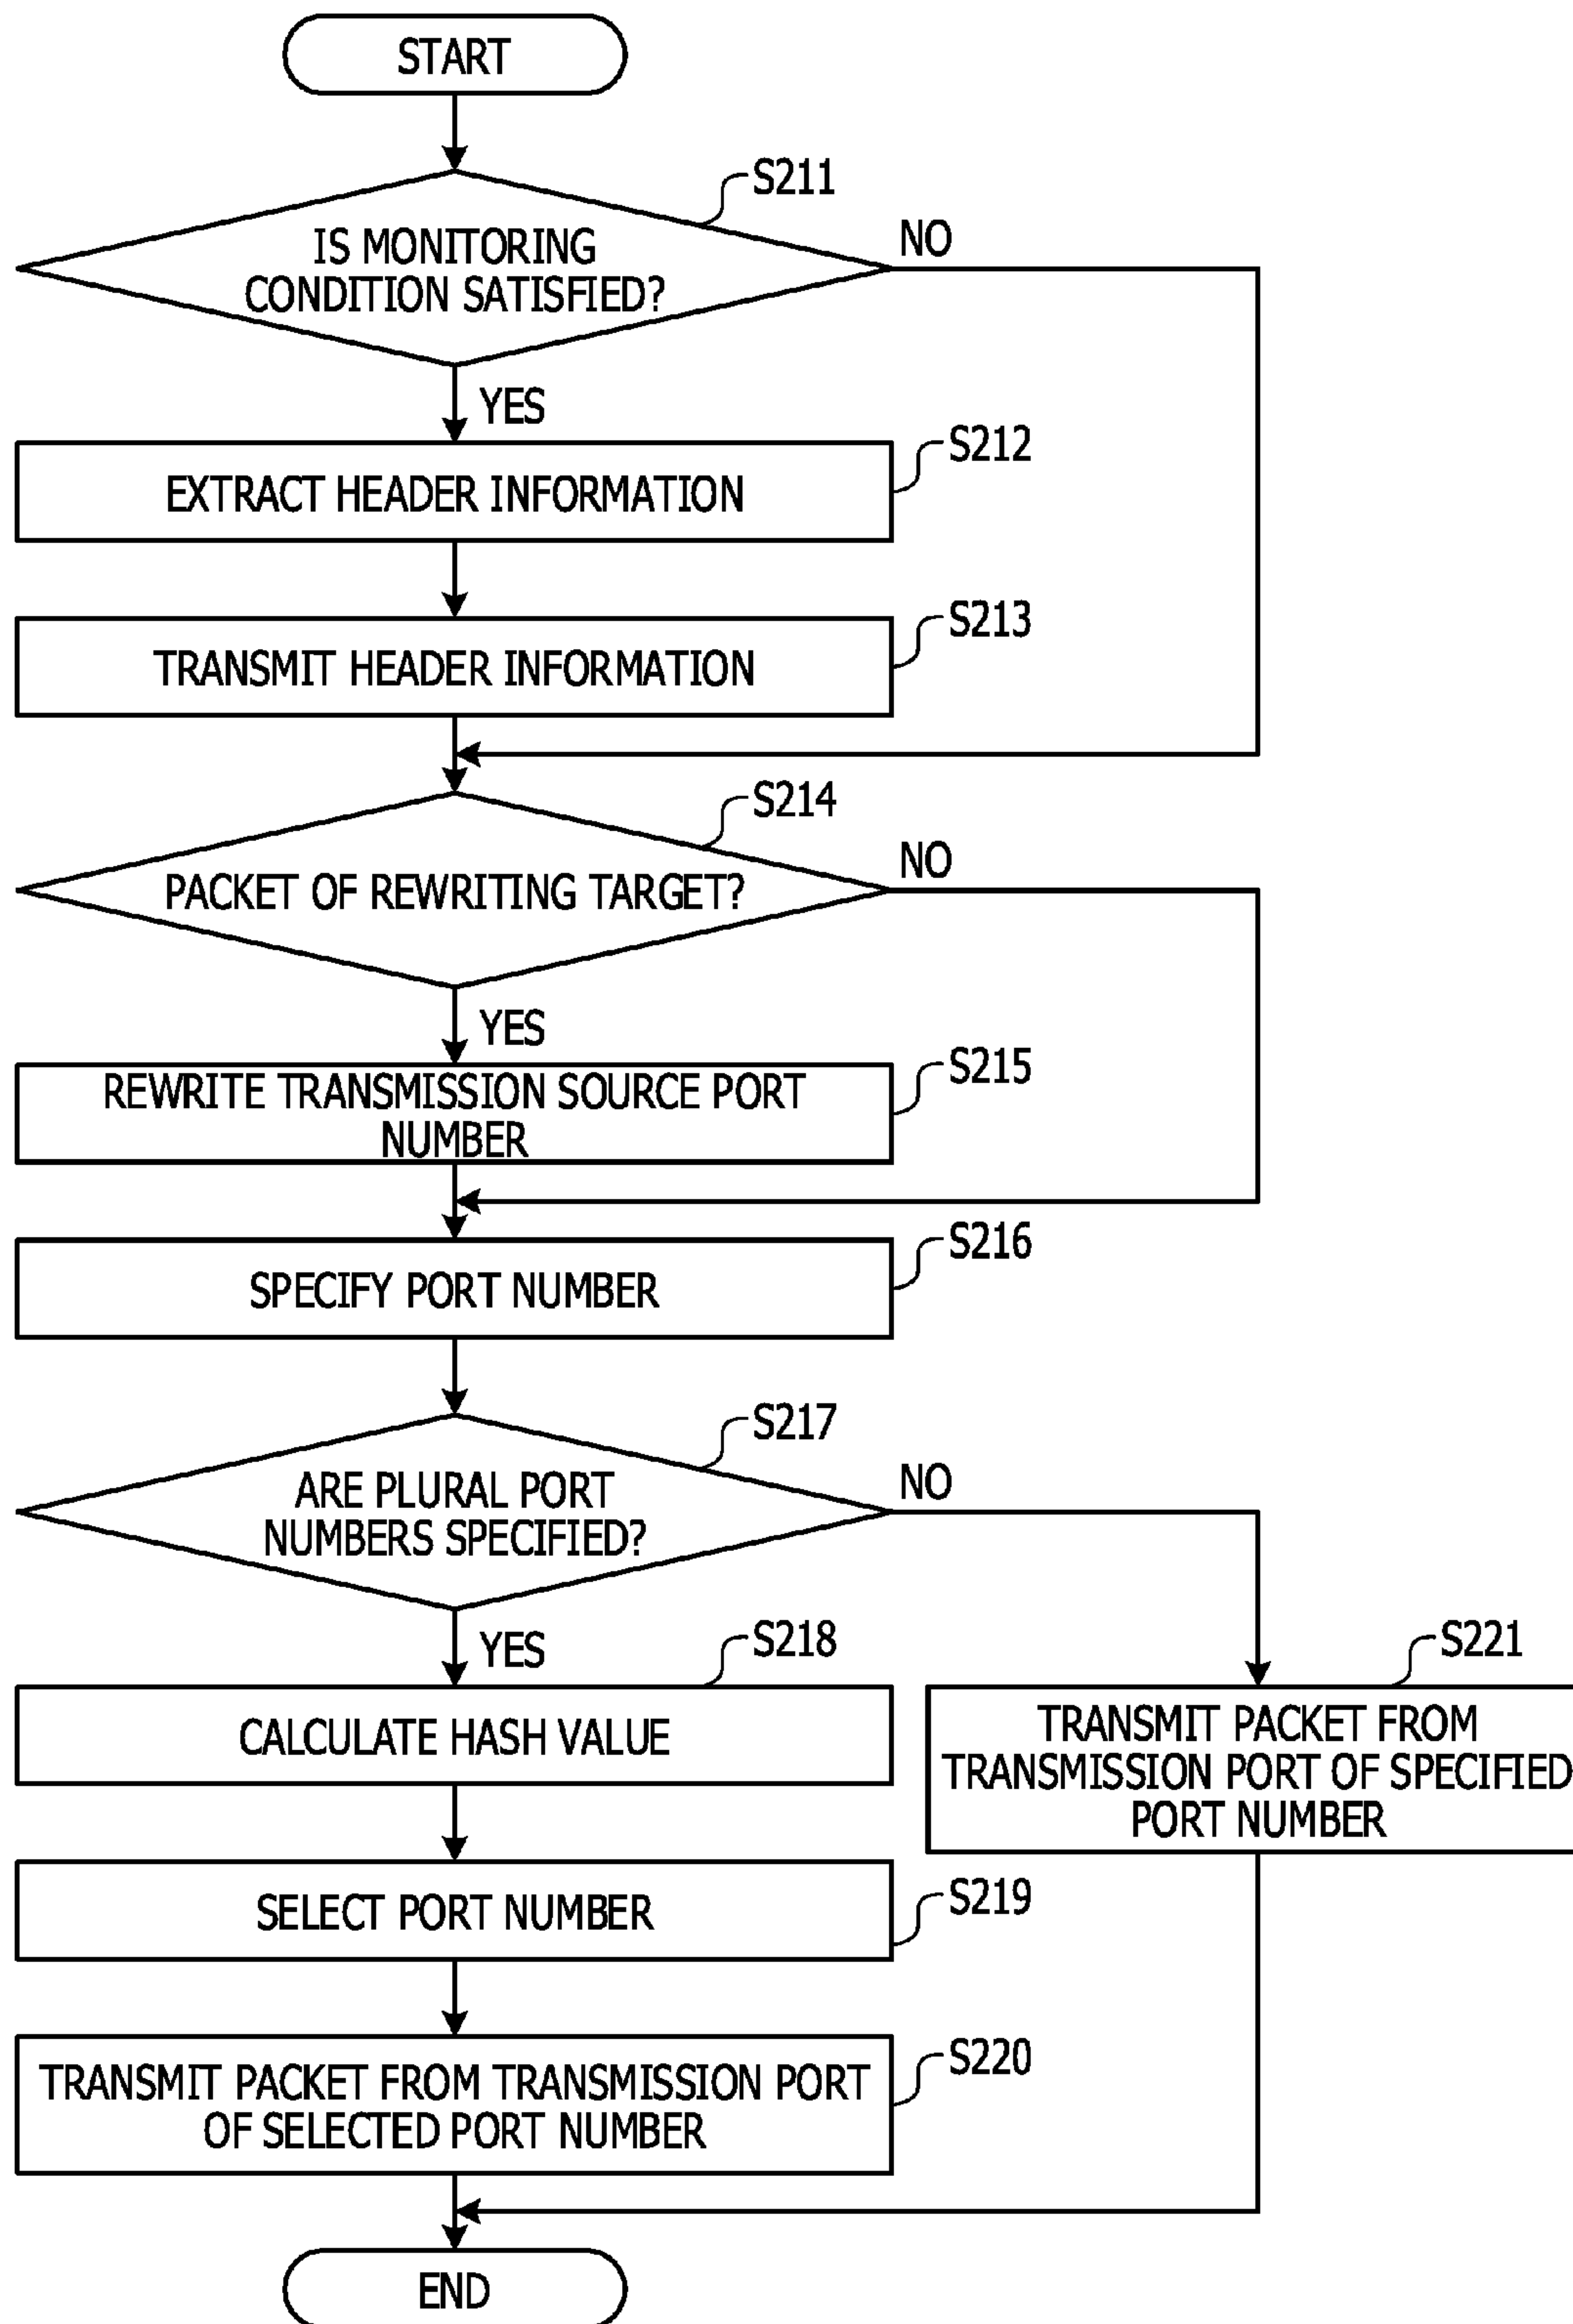 START
S211
IS MONITORING
CONDITION SATISFIED?
NO
YES
S212
EXTRACT HEADER INFORMATION
S213
TRANSMIT HEADER INFORMATION
S214
PACKET OF REWRITING TARGET?
NO
YES
S215
REWRITE TRANSMISSION SOURCE PORT
NUMBER
S216
SPECIFY PORT NUMBER
S217
ARE PLURAL PORT
NUMBERS SPECIFIED?
NO
YES
S218
CALCULATE HASH VALUE
S221
TRANSMIT PACKET FROM
TRANSMISSION PORT OF SPECIFIED
PORT NUMBER
S219
SELECT PORT NUMBER
S220
TRANSMIT PACKET FROM TRANSMISSION PORT
OF SELECTED PORT NUMBER
END